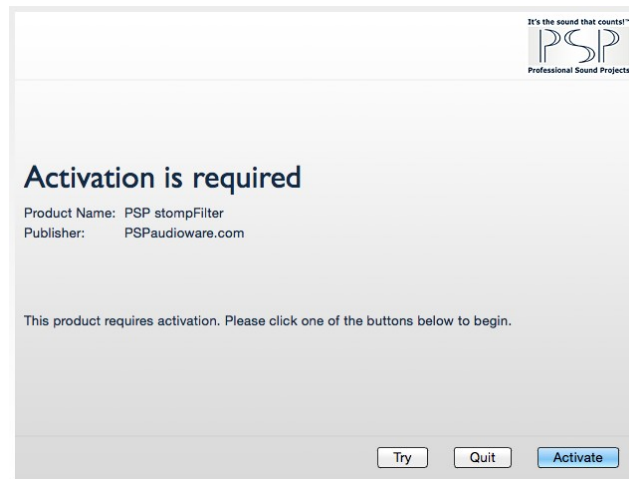 It's the sound that counts!™
PSP
Professional Sound Projects
Activation is required
Product Name: PSP stompFilter
Publisher: PSPaudioware.com
This product requires activation. Please click one of the buttons below to begin.
Try Quit Activate